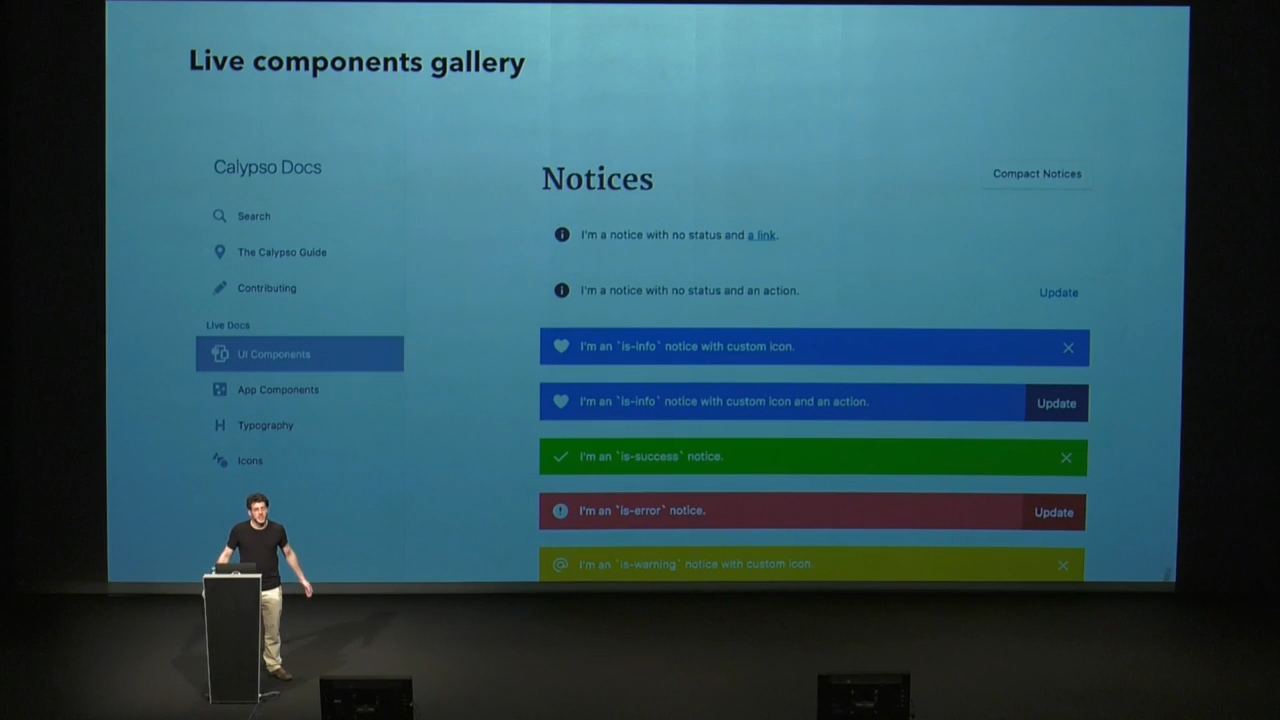 Live components gallery
Calypso Docs
Search
The Calypso Guide
Contributing
Live Docs
UI Components
App Components
Typography
Icons
Notices
Compact Notices
I'm a notice with no status and a link.
I'm a notice with no status and an action.
Update
I'm an `is-info` notice with custom icon.
I'm an `is-info` notice with custom icon and an action.
Update
I'm an `is-success` notice.
I'm an `is-error` notice.
Update
I'm an `is-warning` notice with custom icon.